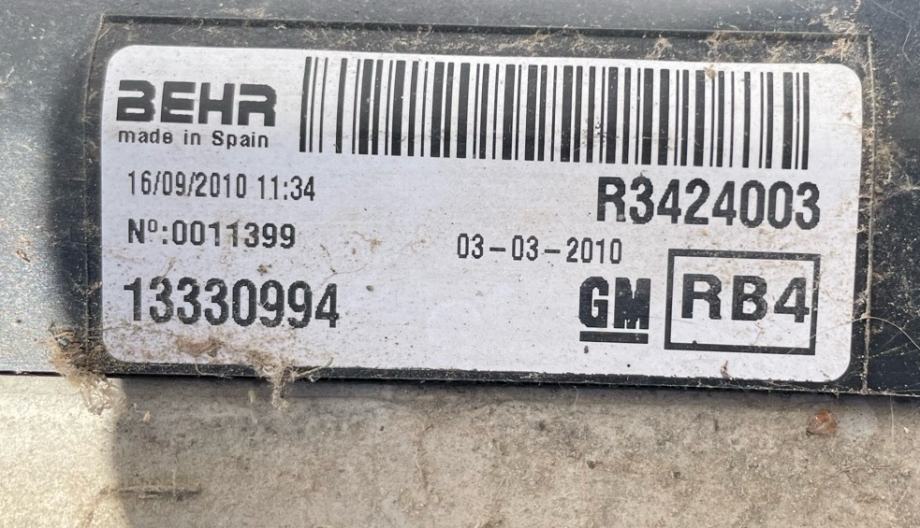 BEHR
made in Spain
16/09/2010 11:34
R3424003
Nº:0011399
03-03-2010
13330994
GM
RB4